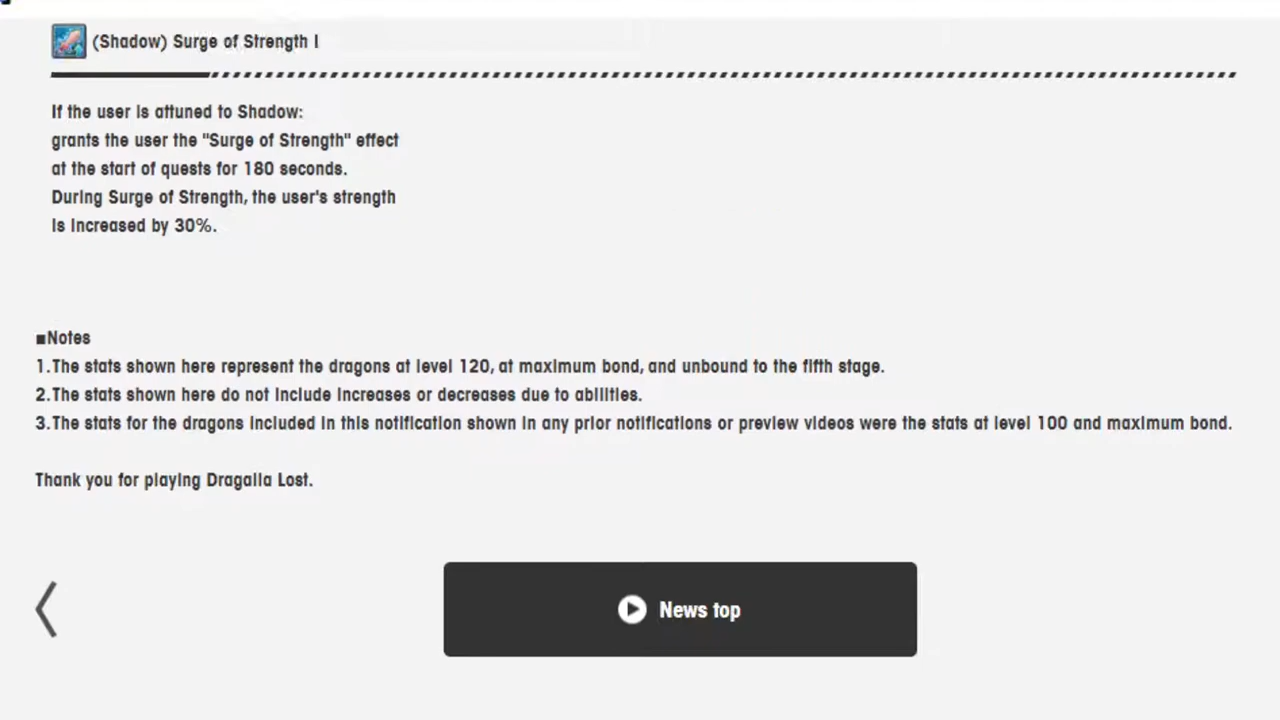 (Shadow) Surge of Strength I
If the user is attuned to Shadow:
grants the user the "Surge of Strength" effect
at the start of quests for 180 seconds.
During Surge of Strength, the user's strength
is increased by 30%.
■Notes
1.The stats shown here represent the dragons at level 120, at maximum bond, and unbound to the fifth stage.
2.The stats shown here do not include increases or decreases due to abilities.
3.The stats for the dragons included in this notification shown in any prior notifications or preview videos were the stats at level 100 and maximum bond.
Thank you for playing Dragalia Lost.
News top